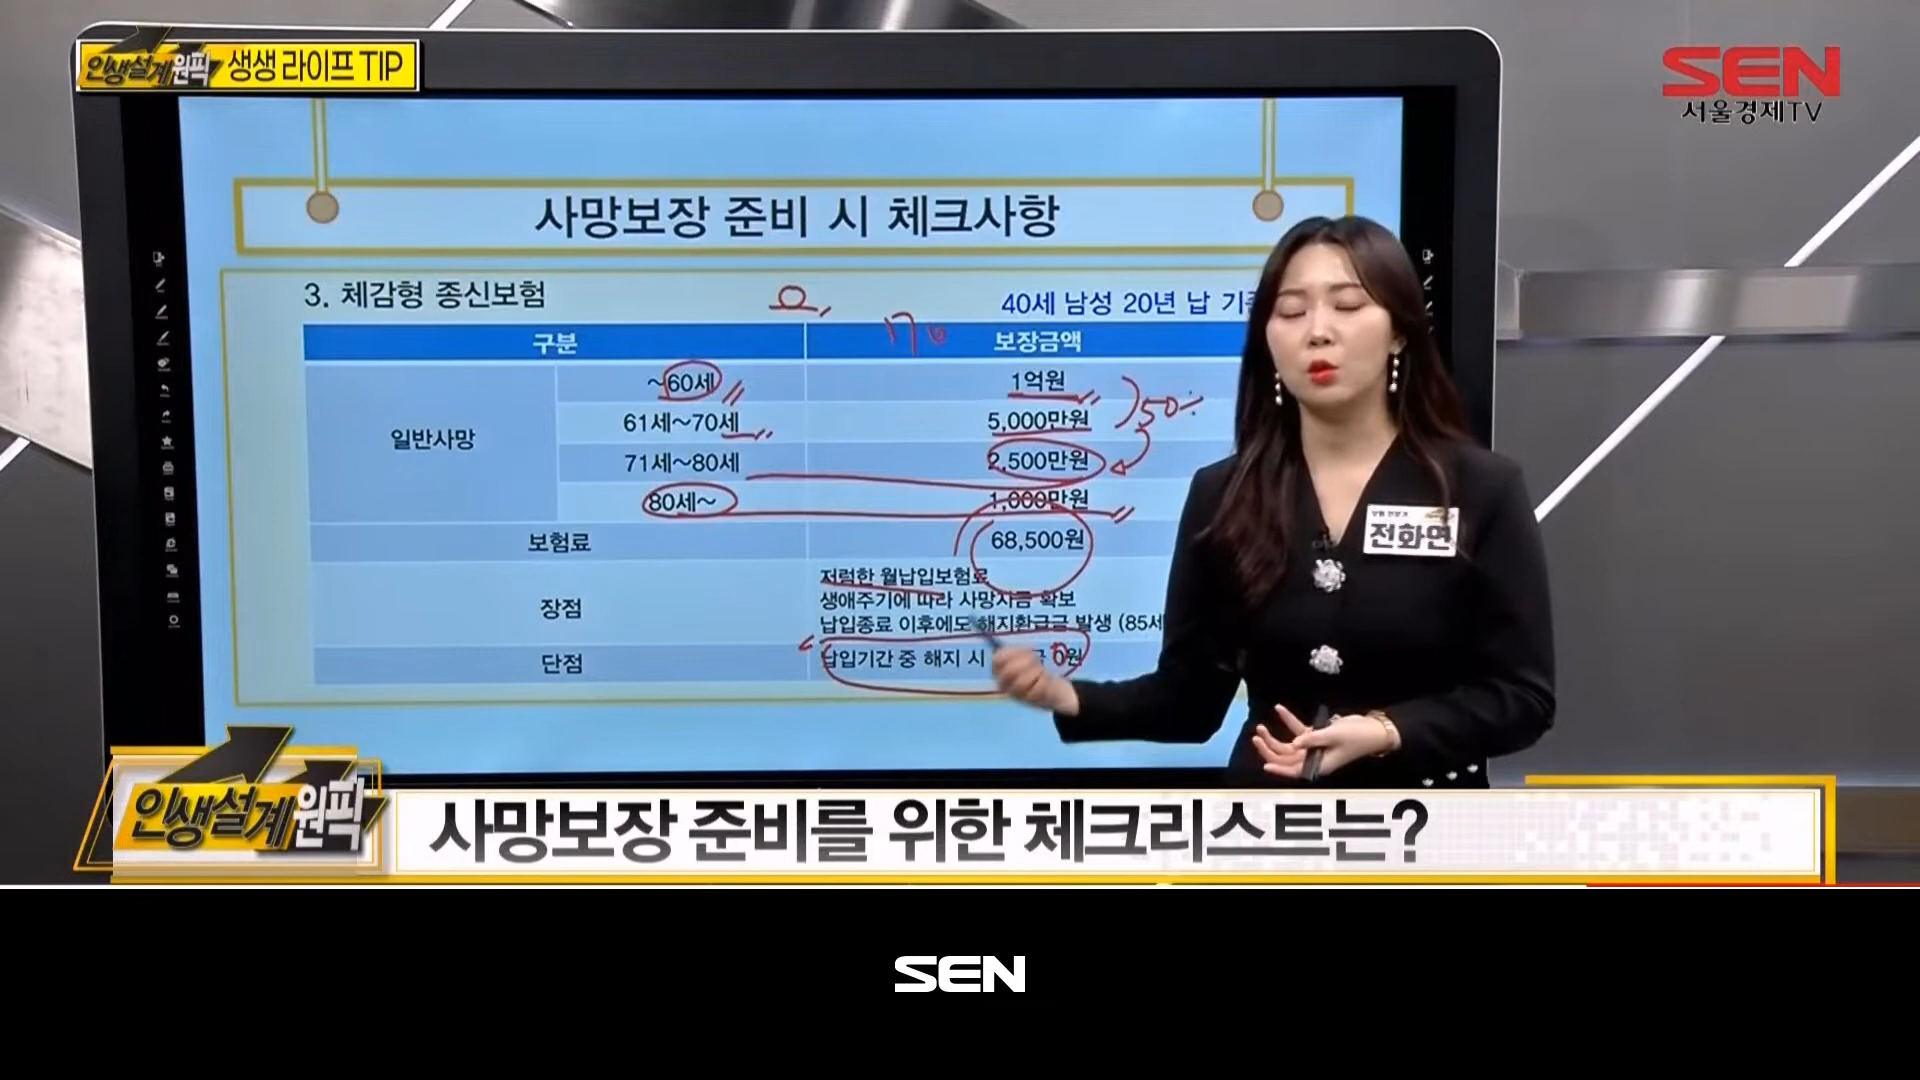 인생설계원픽 생생 라이프 TIP
SEN
서울경제TV
사망보장 준비 시 체크사항
3. 체감형 종신보험
40세 남성 20년 납
구분 보장금액
일반사망
~60세 1억원
50%
61세~70세 5,000만원
71세~80세 2,500만원
80세~ 1,000만원
보험료 68,500원
장점
저렴한 월납입보험료
생애주기에 따라 사망자금 확보
납입종료 이후에도 해지환급금 발생 (85세
단점 납입기간 중 해지 시 0원
전화연
인생설계원픽
사망보장 준비를 위한 체크리스트는?
SEN